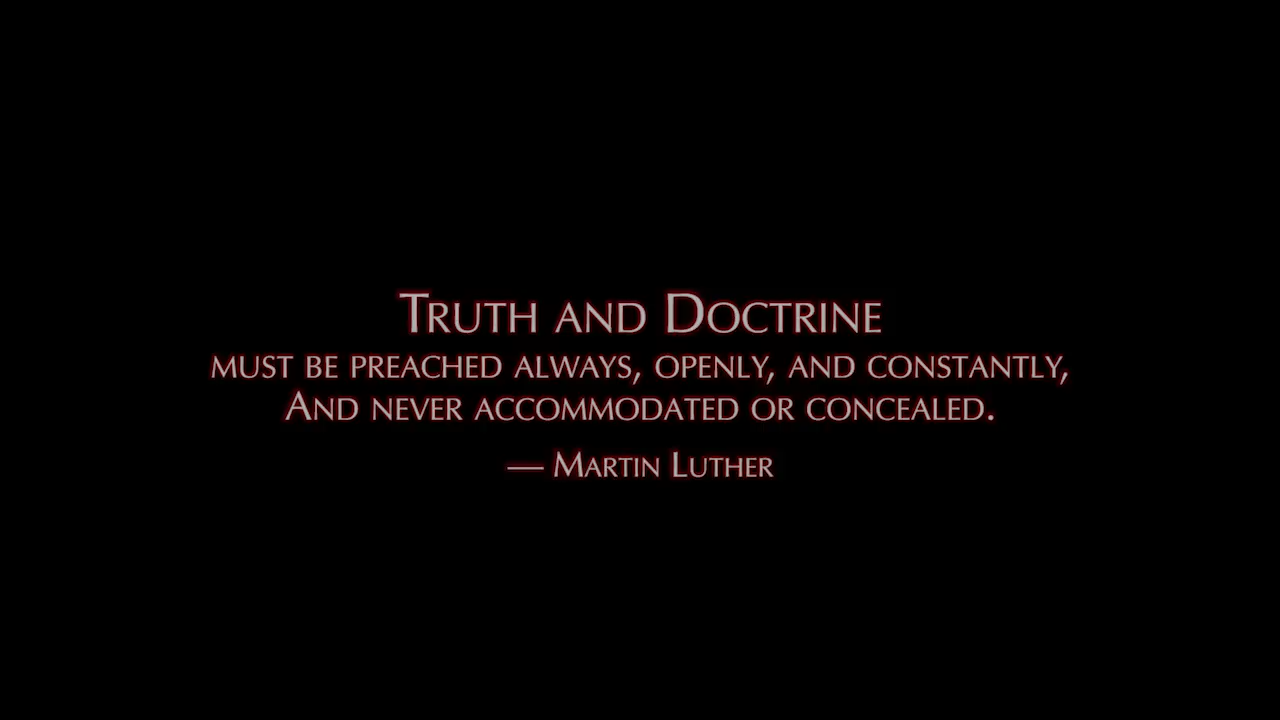 Truth and Doctrine
must be preached always, openly, and constantly,
And never accommodated or concealed.
— Martin Luther